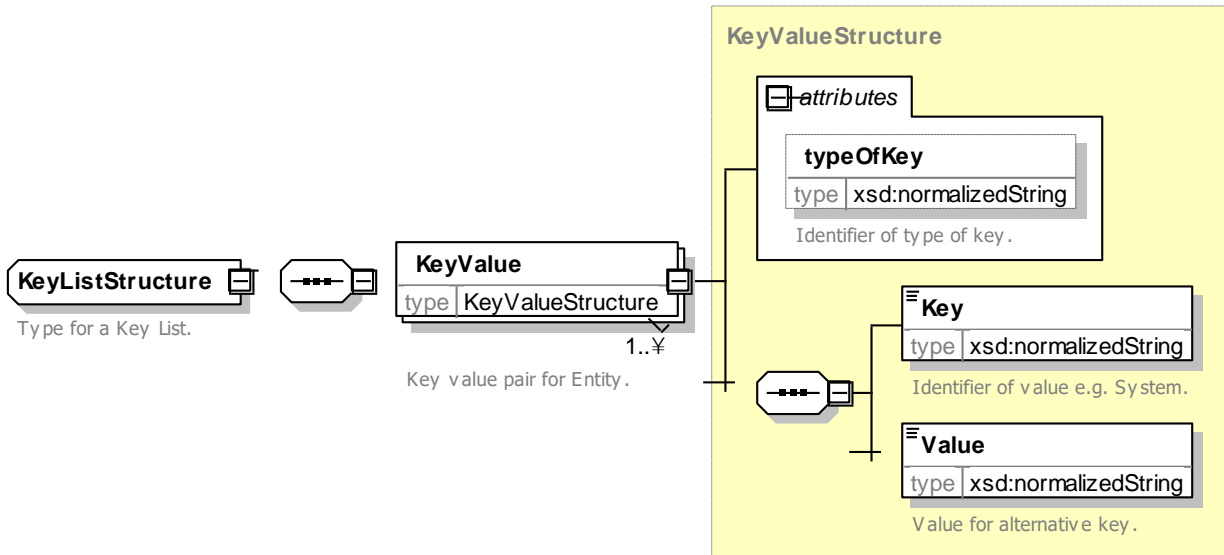 KeyValueStructure
attributes
typeOfKey
type xsd:normalizedString
Identifier of type of key.
KeyListStructure
Type for a Key List.
KeyValue
type KeyValueStructure
1..¥
Key value pair for Entity.
Key
type xsd:normalizedString
Identifier of value e.g. System.
Value
type xsd:normalizedString
Value for alternative key.